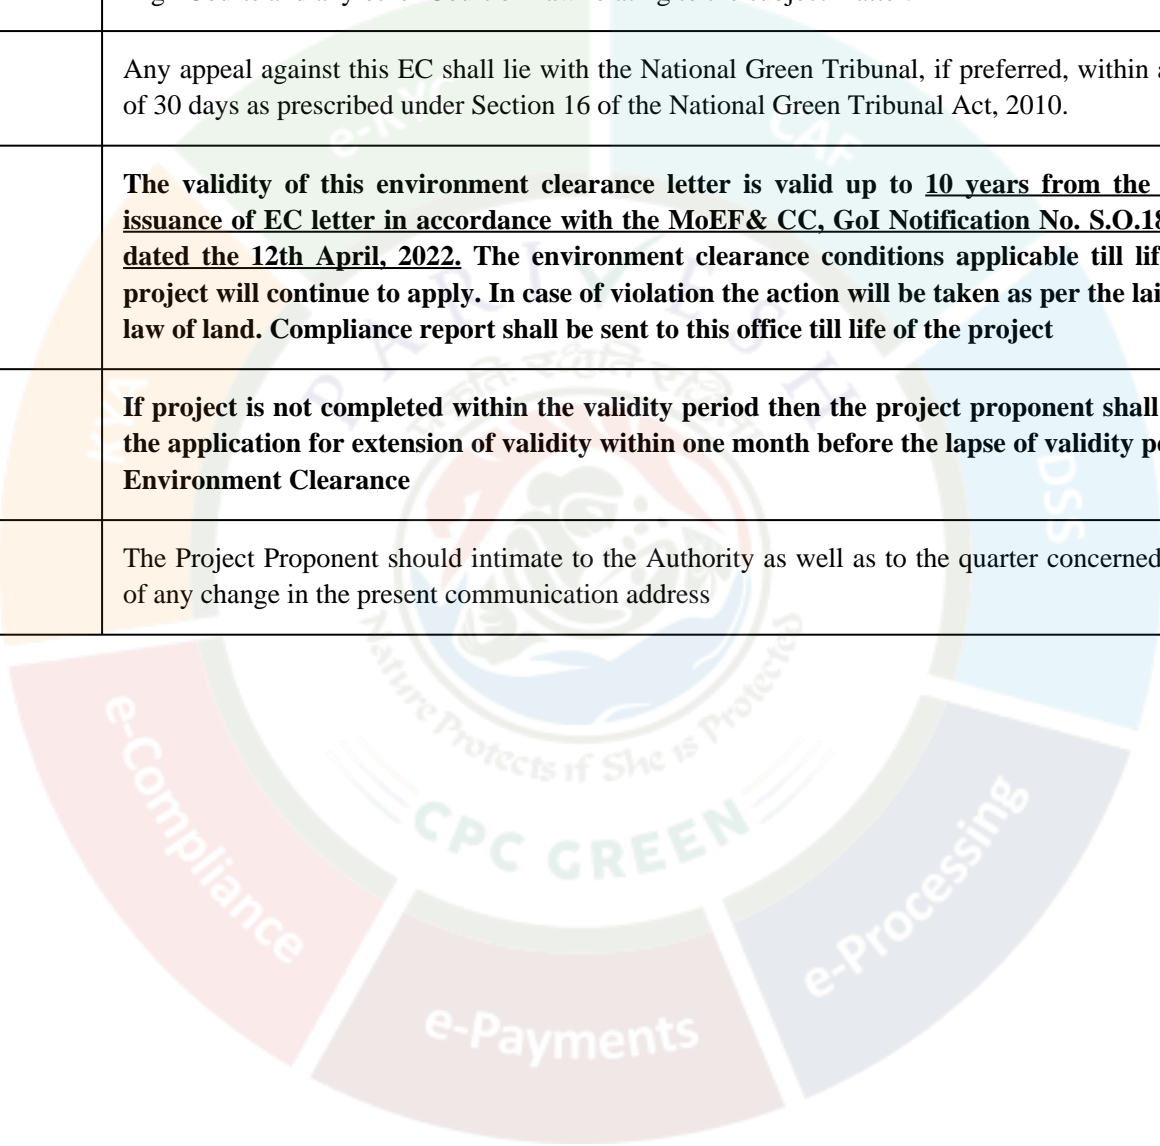 Any appeal against this EC shall lie with the National Green Tribunal, if preferred, within
of 30 days as prescribed under Section 16 of the National Green Tribunal Act, 2010.
The validity of this environment clearance letter is valid up to 10 years from the
issuance of EC letter in accordance with the MoEF& CC, GoI Notification No. S.O.18
dated the 12th April, 2022. The environment clearance conditions applicable till
project will continue to apply. In case of violation the action will be taken as per the
law of land. Compliance report shall be sent to this office till life of the project
If project is not completed within the validity period then the project proponent shall
the application for extension of validity within one month before the lapse of validity
Environment Clearance
The Project Proponent should intimate to the Authority as well as to the quarter concerned
of any change in the present communication address
e-KYC
CAF
PARIVESH
KYA
DSS
Nature Protects if She is Protected
CPC GREEN
e-Compliance
e-Processing
e-Payments